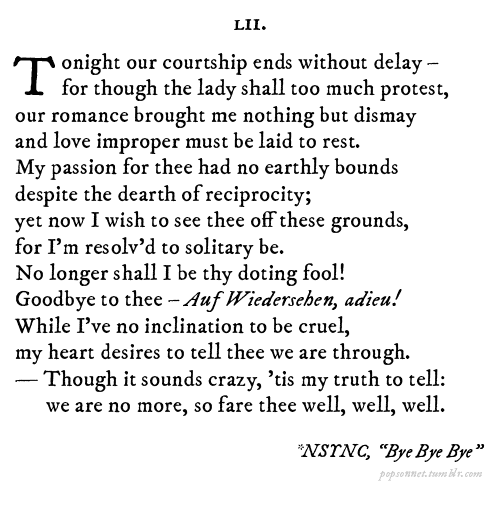 LII.
Tonight our courtship ends without delay –
for though the lady shall too much protest,
our romance brought me nothing but dismay
and love improper must be laid to rest.
My passion for thee had no earthly bounds
despite the dearth of reciprocity;
yet now I wish to see thee off these grounds,
for I'm resolv'd to solitary be.
No longer shall I be thy doting fool!
Goodbye to thee – Auf Wiedersehen, adieu!
While I've no inclination to be cruel,
my heart desires to tell thee we are through.
— Though it sounds crazy, 'tis my truth to tell:
we are no more, so fare thee well, well, well.
*NSYNC, “Bye Bye Bye”
popsonnet.tumblr.com